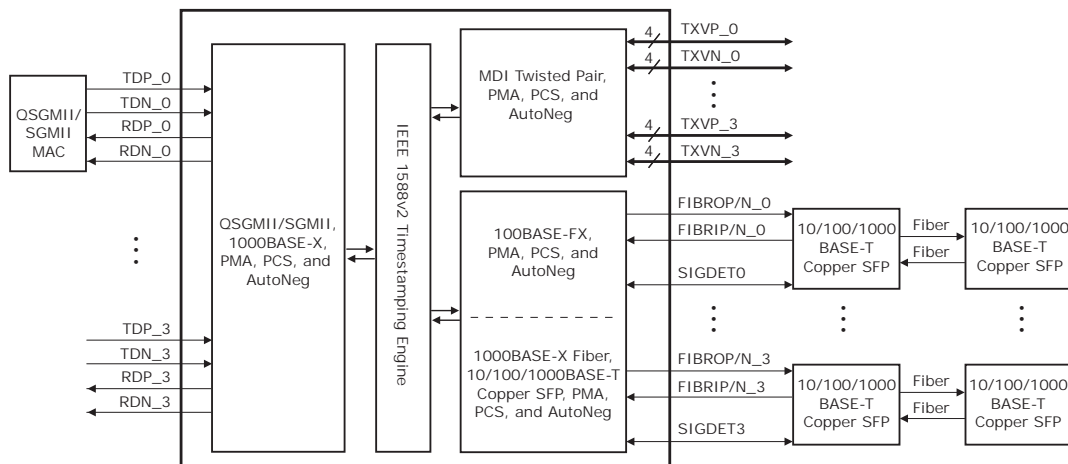 QSGMII/
SGMII
MAC
TDP_0
TDN_0
RDP_0
RDN_0
TDP_3
TDN_3
RDP_3
RDN_3
QSGMII/SGMII,
1000BASE-X,
PMA, PCS, and
AutoNeg
IEEE 1588v2 Timestamping Engine
MDI Twisted Pair,
PMA, PCS, and
AutoNeg
4
TXVP_0
4
TXVN_0
4
TXVP_3
4
TXVN_3
100BASE-FX,
PMA, PCS, and
AutoNeg
1000BASE-X Fiber,
10/100/1000BASE-T
Copper SFP, PMA,
PCS, and AutoNeg
FIBROP/N_0
FIBRIP/N_0
SIGDET0
10/100/1000
BASE-T
Copper SFP
Fiber
Fiber
10/100/1000
BASE-T
Copper SFP
FIBROP/N_3
FIBRIP/N_3
SIGDET3
10/100/1000
BASE-T
Copper SFP
Fiber
Fiber
10/100/1000
BASE-T
Copper SFP